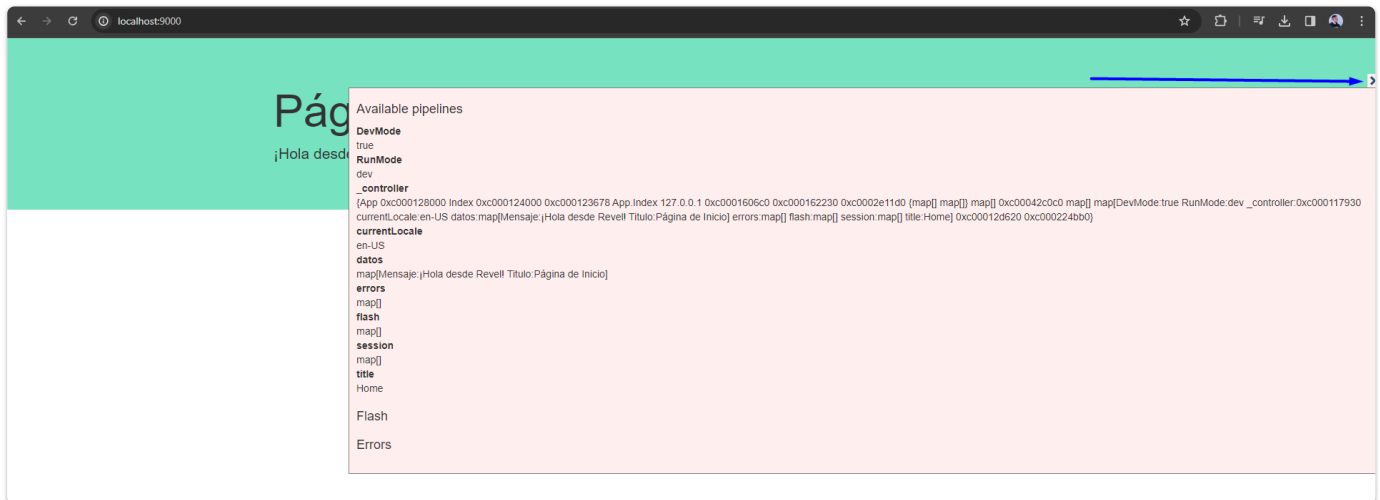 localhost:9000
Pág
¡Hola desde
Available pipelines
DevMode
true
RunMode
dev
_controller
{App 0xc000128000 Index 0xc000124000 0xc000123678 App.Index 127.0.0.1 0xc0001606c0 0xc000162230 0xc0002e11d0 {map[] map[]} map[] 0xc00042c0c0 map[] map[DevMode:true RunMode:dev _controller:0xc000117930
currentLocale:en-US datos:map[Mensaje:¡Hola desde Revel! Titulo:Página de Inicio] errors:map[] flash:map[] session:map[] title:Home] 0xc00012d620 0xc000224bb0}
currentLocale
en-US
datos
map[Mensaje:¡Hola desde Revel! Titulo:Página de Inicio]
errors
map[]
flash
map[]
session
map[]
title
Home
Flash
Errors